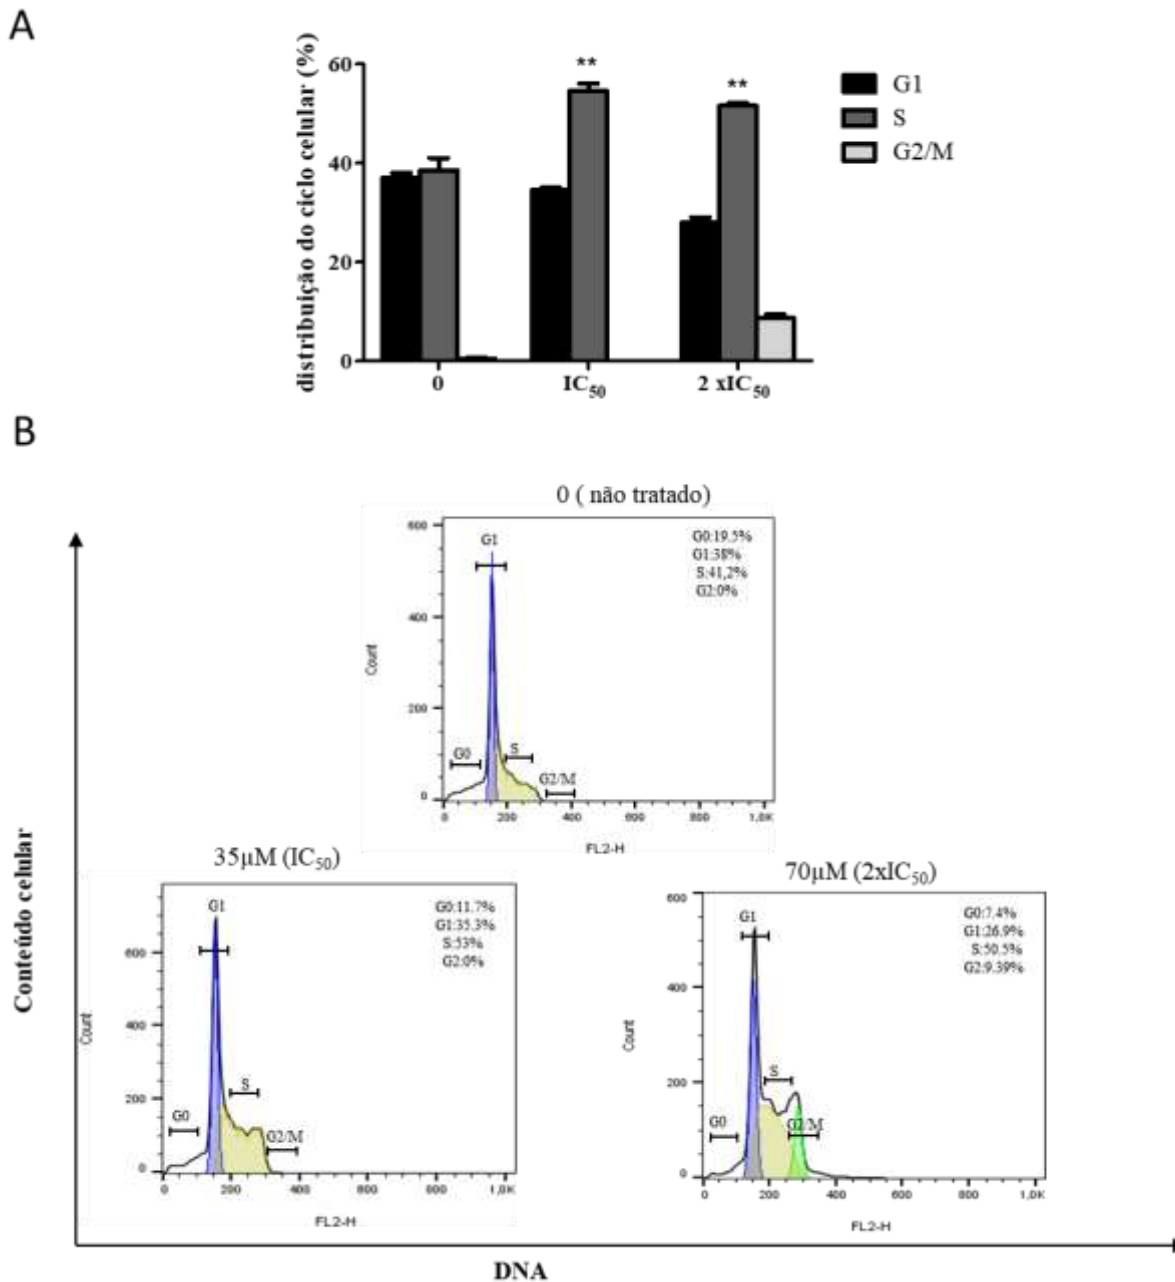 A
distribuição do ciclo celular (%)
60
40
20
0
**
**
0
IC50
2 xIC50
G1
S
G2/M
B
Conteúdo celular
DNA
0 ( não tratado)
600
400
200
0
Count
G1
G0
S
G2/M
G0:19.5%
G1:38%
S:41,2%
G2:0%
0 200 400 600 800 1,0K
FL2-H
35µM (IC50)
600
400
200
0
Count
G1
G0
S
G2/M
G0:11.7%
G1:35.3%
S:53%
G2:0%
0 200 400 600 800 1,0K
FL2-H
70µM (2xIC50)
600
400
200
0
Count
G1
G0
S
G2/M
G0:7.4%
G1:26.9%
S:50.5%
G2:9.39%
0 200 400 600 800 1,0K
FL2-H